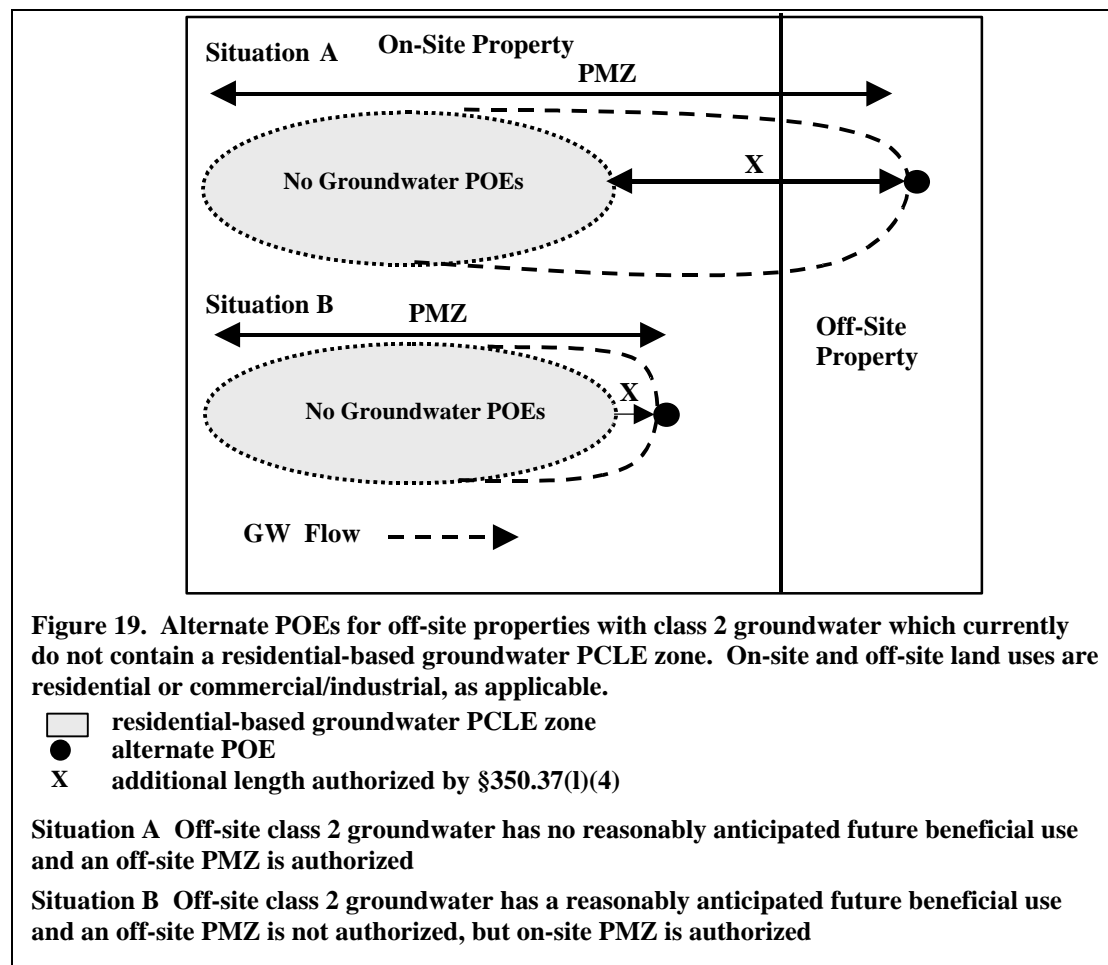 Situation A
On-Site Property
PMZ
X
No Groundwater POEs
Situation B
PMZ
Off-Site
Property
X
No Groundwater POEs
GW Flow
Figure 19. Alternate POEs for off-site properties with class 2 groundwater which currently
do not contain a residential-based groundwater PCLE zone. On-site and off-site land uses are
residential or commercial/industrial, as applicable.
residential-based groundwater PCLE zone
alternate POE
X additional length authorized by §350.37(l)(4)
Situation A Off-site class 2 groundwater has no reasonably anticipated future beneficial use
and an off-site PMZ is authorized
Situation B Off-site class 2 groundwater has a reasonably anticipated future beneficial use
and an off-site PMZ is not authorized, but on-site PMZ is authorized